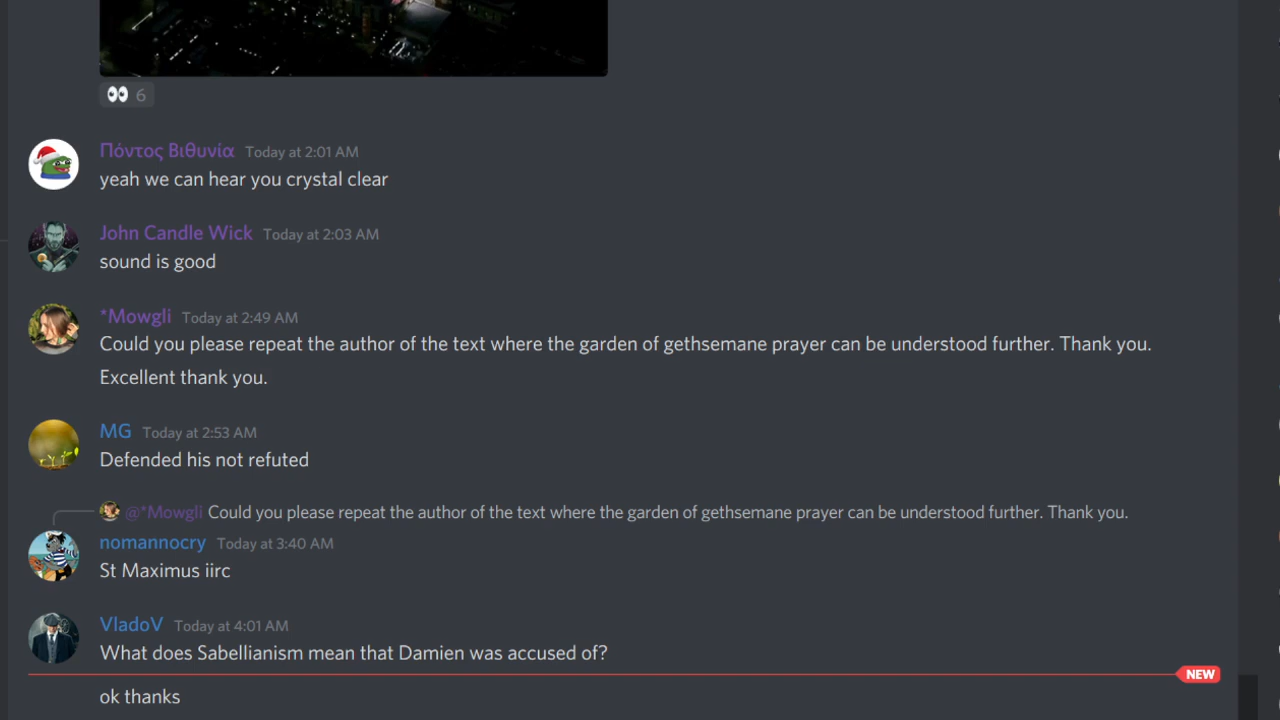 6
Πόντος Βιθυνία Today at 2:01 AM
yeah we can hear you crystal clear
John Candle Wick Today at 2:03 AM
sound is good
*Mowgli Today at 2:49 AM
Could you please repeat the author of the text where the garden of gethsemane prayer can be understood further. Thank you.
Excellent thank you.
MG Today at 2:53 AM
Defended his not refuted
@*Mowgli Could you please repeat the author of the text where the garden of gethsemane prayer can be understood further. Thank you.
nomannocry Today at 3:40 AM
St Maximus iirc
VladoV Today at 4:01 AM
What does Sabellianism mean that Damien was accused of?
NEW
ok thanks